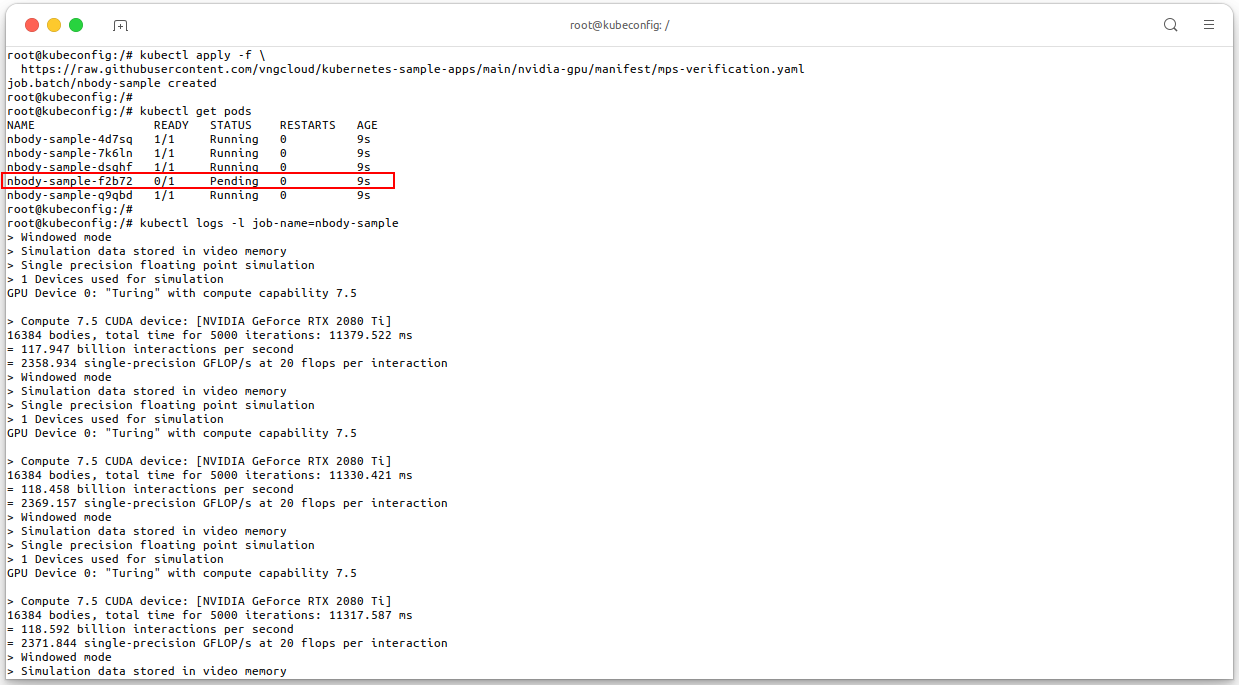 root@kubeconfig: /
root@kubeconfig:/# kubectl apply -f \
  https://raw.githubusercontent.com/vngcloud/kubernetes-sample-apps/main/nvidia-gpu/manifest/mps-verification.yaml
job.batch/nbody-sample created
root@kubeconfig:/#
root@kubeconfig:/# kubectl get pods
NAME                 READY   STATUS    RESTARTS   AGE
nbody-sample-4d7sq   1/1     Running   0          9s
nbody-sample-7k6ln   1/1     Running   0          9s
nbody-sample-dsghf   1/1     Running   0          9s
nbody-sample-f2b72   0/1     Pending   0          9s
nbody-sample-q9qbd   1/1     Running   0          9s
root@kubeconfig:/#
root@kubeconfig:/# kubectl logs -l job-name=nbody-sample
> Windowed mode
> Simulation data stored in video memory
> Single precision floating point simulation
> 1 Devices used for simulation
GPU Device 0: "Turing" with compute capability 7.5

> Compute 7.5 CUDA device: [NVIDIA GeForce RTX 2080 Ti]
16384 bodies, total time for 5000 iterations: 11379.522 ms
= 117.947 billion interactions per second
= 2358.934 single-precision GFLOP/s at 20 flops per interaction
> Windowed mode
> Simulation data stored in video memory
> Single precision floating point simulation
> 1 Devices used for simulation
GPU Device 0: "Turing" with compute capability 7.5

> Compute 7.5 CUDA device: [NVIDIA GeForce RTX 2080 Ti]
16384 bodies, total time for 5000 iterations: 11330.421 ms
= 118.458 billion interactions per second
= 2369.157 single-precision GFLOP/s at 20 flops per interaction
> Windowed mode
> Simulation data stored in video memory
> Single precision floating point simulation
> 1 Devices used for simulation
GPU Device 0: "Turing" with compute capability 7.5

> Compute 7.5 CUDA device: [NVIDIA GeForce RTX 2080 Ti]
16384 bodies, total time for 5000 iterations: 11317.587 ms
= 118.592 billion interactions per second
= 2371.844 single-precision GFLOP/s at 20 flops per interaction
> Windowed mode
> Simulation data stored in video memory